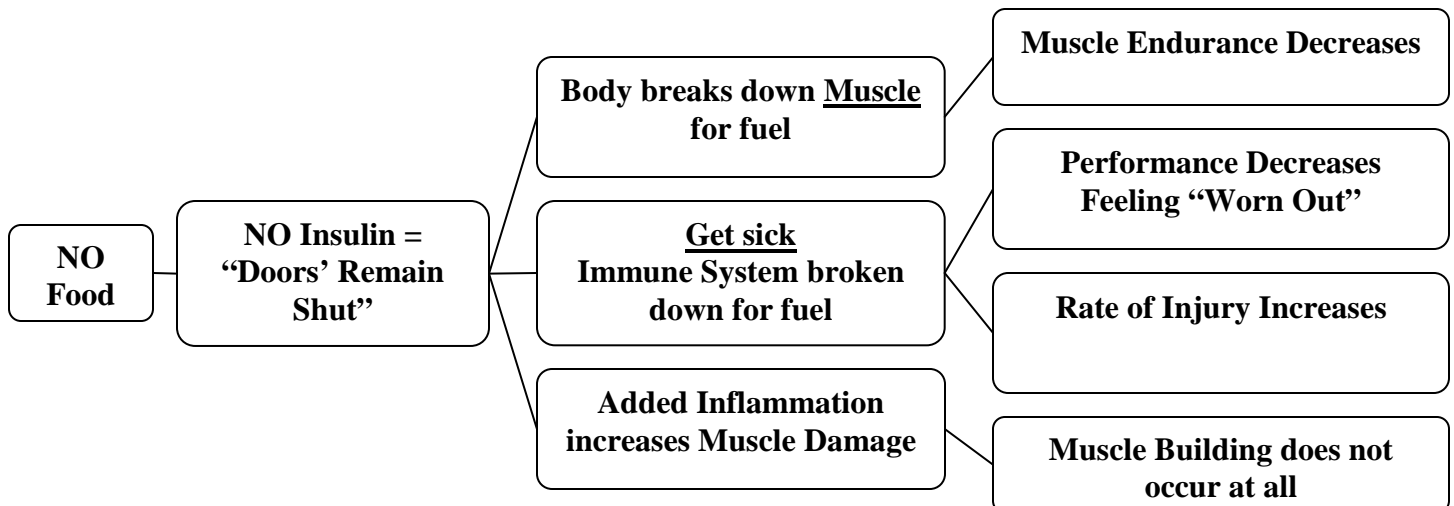 NO
Food
NO Insulin =
“Doors’ Remain
Shut”
Body breaks down Muscle
for fuel
Get sick
Immune System broken
down for fuel
Added Inflammation
increases Muscle Damage
Muscle Endurance Decreases
Performance Decreases
Feeling “Worn Out”
Rate of Injury Increases
Muscle Building does not
occur at all